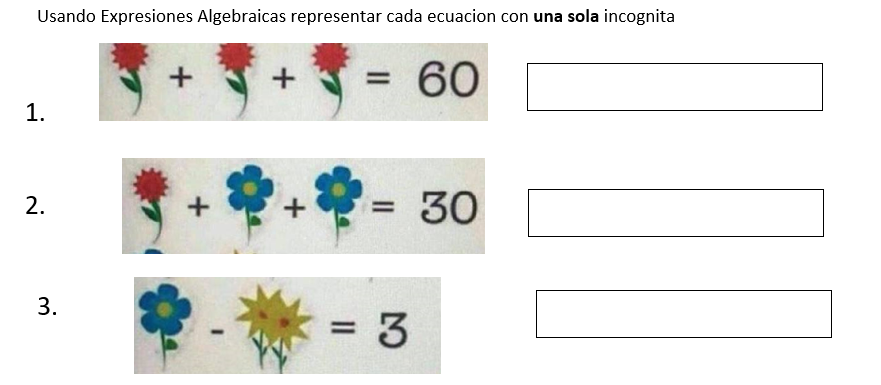 Usando Expresiones Algebraicas representar cada ecuacion con una sola incognita
1. + + = 60
2. + + = 30
3. - = 3